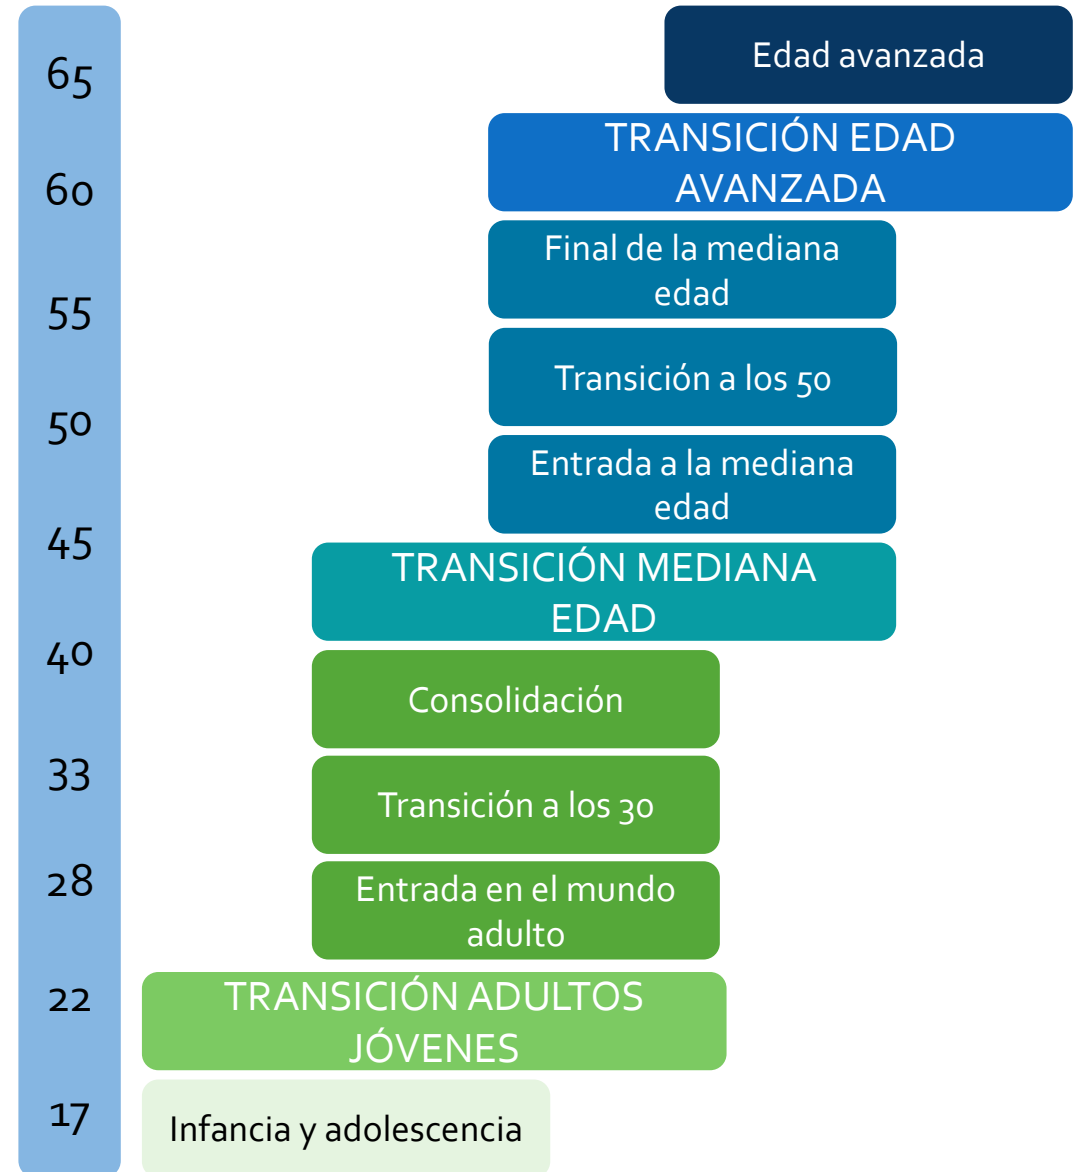 65
Edad avanzada
TRANSICIÓN EDAD
AVANZADA
60
Final de la mediana
edad
55
Transición a los 50
50
Entrada a la mediana
edad
45
TRANSICIÓN MEDIANA
EDAD
40
Consolidación
33
Transición a los 30
28
Entrada en el mundo
adulto
22
TRANSICIÓN ADULTOS
JÓVENES
17
Infancia y adolescencia